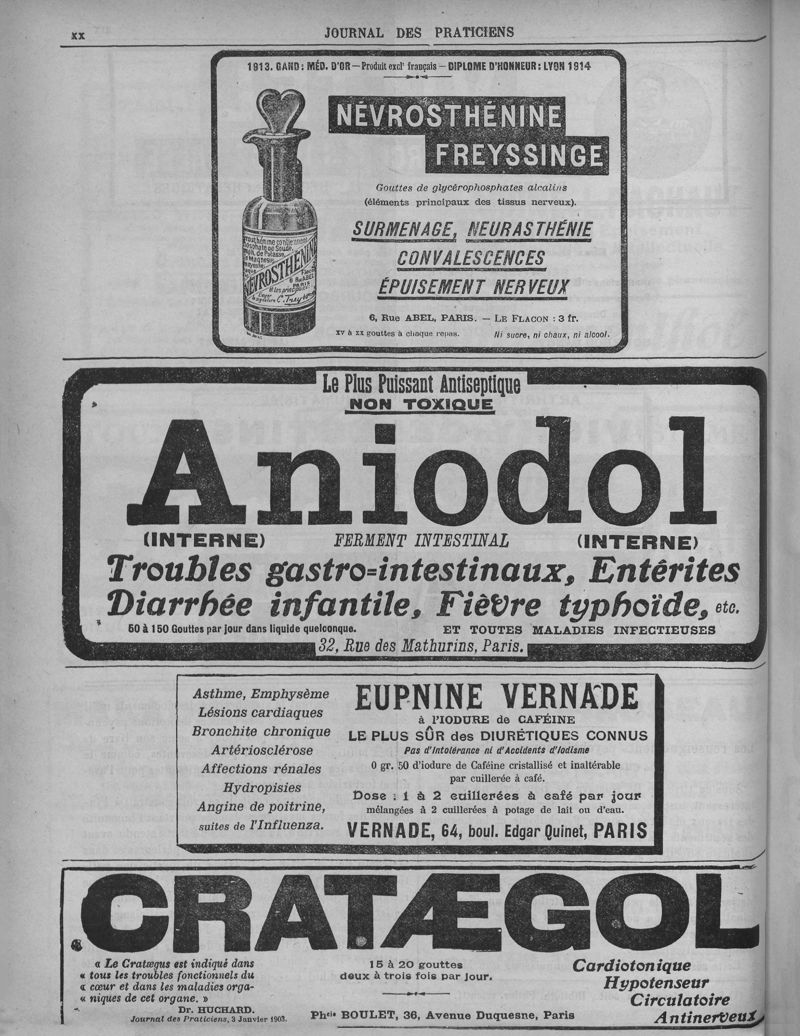 XX
JOURNAL DES PRATICIENS
1913. GAND : MÉD. D'OR — Produit exclt français — DIPLOME D'HONNEUR : LYON 1914
NÉVROSTHÉNINE
FREYSSINGE
Gouttes de glycérophosphates alcalins
(éléments principaux des tissus nerveux).
SURMENAGE, NEURASTHÉNIE
CONVALESCENCES
ÉPUISEMENT NERVEUX
6, Rue ABEL, PARIS. — LE FLACON : 3 fr.
XV à XX gouttes à chaque repas. Ni sucre, ni chaux, ni alcool.
NÉVROSTHÉNINE
6 Rue ABEL
PARIS
Le Plus Puissant Antiseptique
NON TOXIQUE
Aniodol
(INTERNE) FERMENT INTESTINAL (INTERNE)
Troubles gastro=intestinaux, Entérites
Diarrhée infantile, Fièvre typhoïde, etc.
50 à 150 Gouttes par jour dans liquide quelconque. ET TOUTES MALADIES INFECTIEUSES
32, Rue des Mathurins, Paris.
Asthme, Emphysème
Lésions cardiaques
Bronchite chronique
Artériosclérose
Affections rénales
Hydropisies
Angine de poitrine,
suites de l'Influenza.
EUPNINE VERNADE
à l'IODURE de CAFÉINE
LE PLUS SÛR des DIURÉTIQUES CONNUS
Pas d'Intolérance ni d'Accidents d'Iodisme
0 gr. 50 d'iodure de Caféine cristallisé et inaltérable
par cuillerée à café.
Dose : 1 à 2 cuillerées à café par jour
mélangées à 2 cuillerées à potage de lait ou d'eau.
VERNADE, 64, boul. Edgar Quinet, PARIS
CRATÆGOL
« Le Cratægus est indiqué dans
« tous les troubles fonctionnels du
« cœur et dans les maladies orga-
« niques de cet organe. »
Dr. HUCHARD.
Journal des Praticiens, 3 Janvier 1903.
15 à 20 gouttes
deux à trois fois par jour.
Phcie BOULET, 36, Avenue Duquesne, Paris
Cardiotonique
Hypotenseur
Circulatoire
Antinerveux